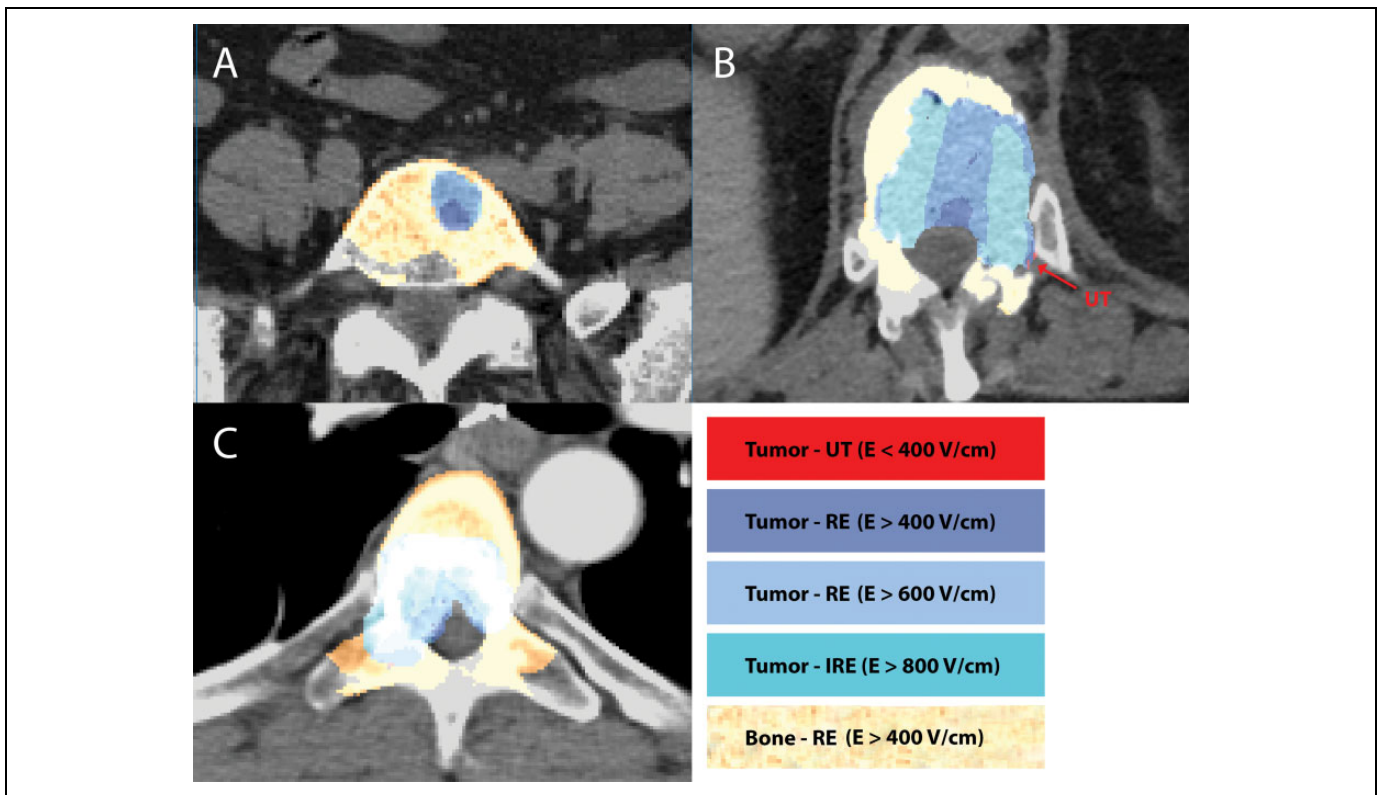 A
B
UT
C
Tumor - UT (E < 400 V/cm)
Tumor - RE (E > 400 V/cm)
Tumor - RE (E > 600 V/cm)
Tumor - IRE (E > 800 V/cm)
Bone - RE (E > 400 V/cm)